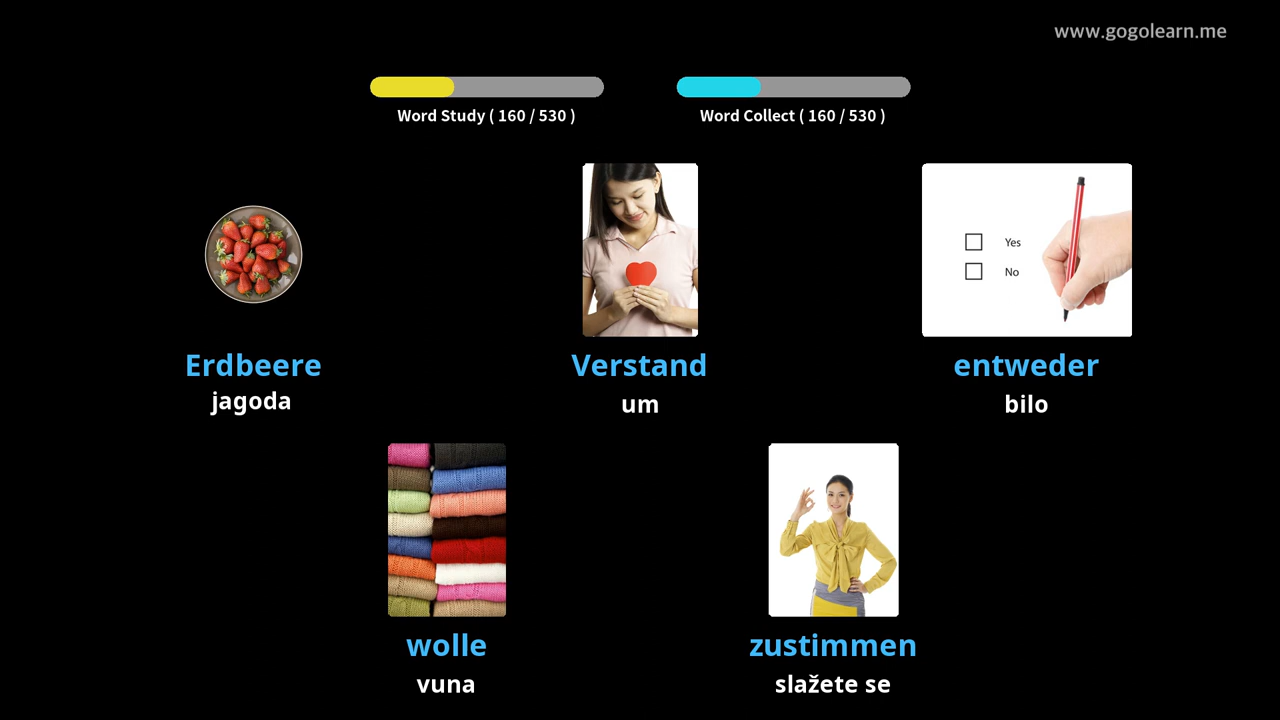 www.gogolearn.me
Word Study ( 160 / 530 )
Word Collect ( 160 / 530 )
Yes
No
Erdbeere
jagoda
Verstand
um
entweder
bilo
wolle
vuna
zustimmen
slažete se